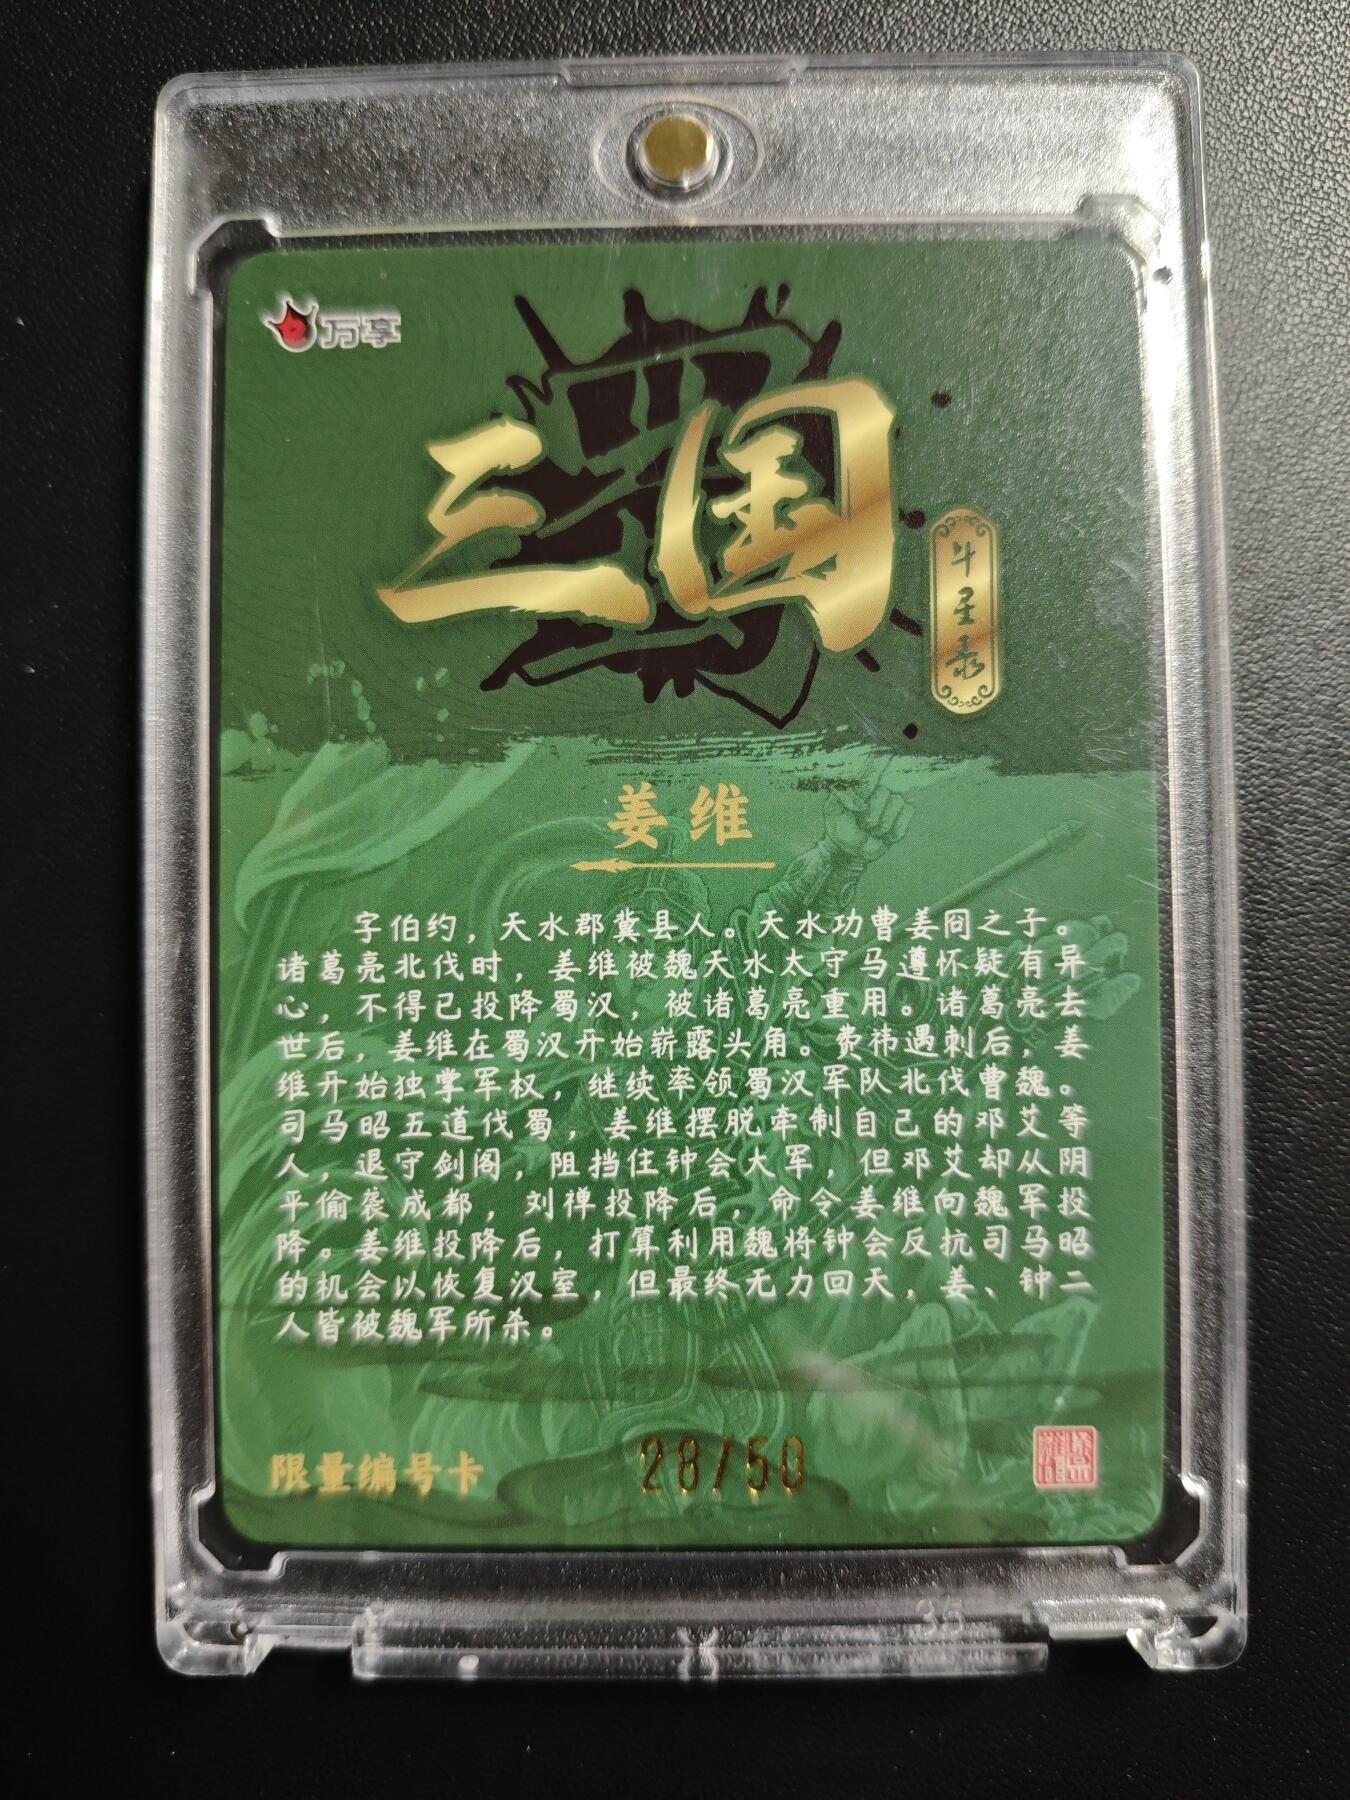 万享
三国
斗星录
姜维
字伯约，天水郡冀县人。天水功曹姜冏之子。
诸葛亮北伐时，姜维被魏天水太守马遵怀疑有异
心，不得已投降蜀汉，被诸葛亮重用。诸葛亮去
世后，姜维在蜀汉开始崭露头角。费祎遇刺后，姜
维开始独掌军权，继续率领蜀汉军队北伐曹魏。
司马昭五道伐蜀，姜维摆脱牵制自己的邓艾等
人，退守剑阁，阻挡住钟会大军，但邓艾却从阴
平偷袭成都，刘禅投降后，命令姜维向魏军投
降。姜维投降后，打算利用魏将钟会反抗司马昭
的机会以恢复汉室，但最终无力回天，姜、钟二
人皆被魏军所杀。
限量编号卡
28/50
35